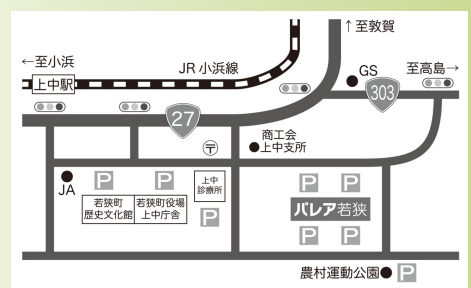 ↑至敦賀
←至小浜
JR小浜線
GS
至高島→
上中駅
303
27
〒
商工会
上中支所
JA
P
P
上中
診療所
P
P
若狭町
歴史文化館
若狭町役場
上中庁舎
P
パレア若狭
P
P
農村運動公園
P